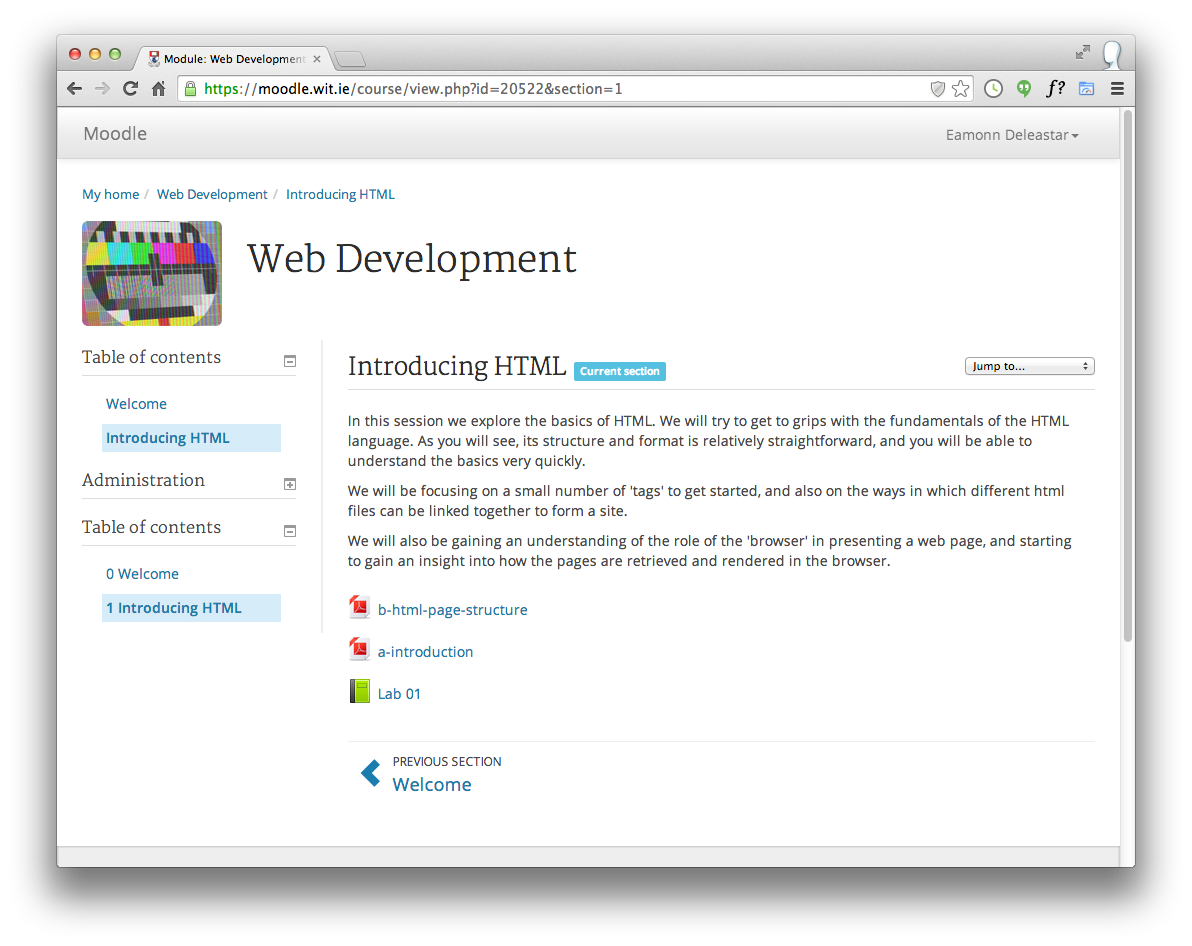 Module: Web Development
https://moodle.wit.ie/course/view.php?id=20522&section=1
f?
Moodle
Eamonn Deleastar
My home / Web Development / Introducing HTML
Web Development
Table of contents
Welcome
Introducing HTML
Administration
Table of contents
0 Welcome
1 Introducing HTML
Introducing HTML Current section
Jump to...
In this session we explore the basics of HTML. We will try to get to grips with the fundamentals of the HTML
language. As you will see, its structure and format is relatively straightforward, and you will be able to
understand the basics very quickly.
We will be focusing on a small number of 'tags' to get started, and also on the ways in which different html
files can be linked together to form a site.
We will also be gaining an understanding of the role of the 'browser' in presenting a web page, and starting
to gain an insight into how the pages are retrieved and rendered in the browser.
b-html-page-structure
a-introduction
Lab 01
PREVIOUS SECTION
Welcome